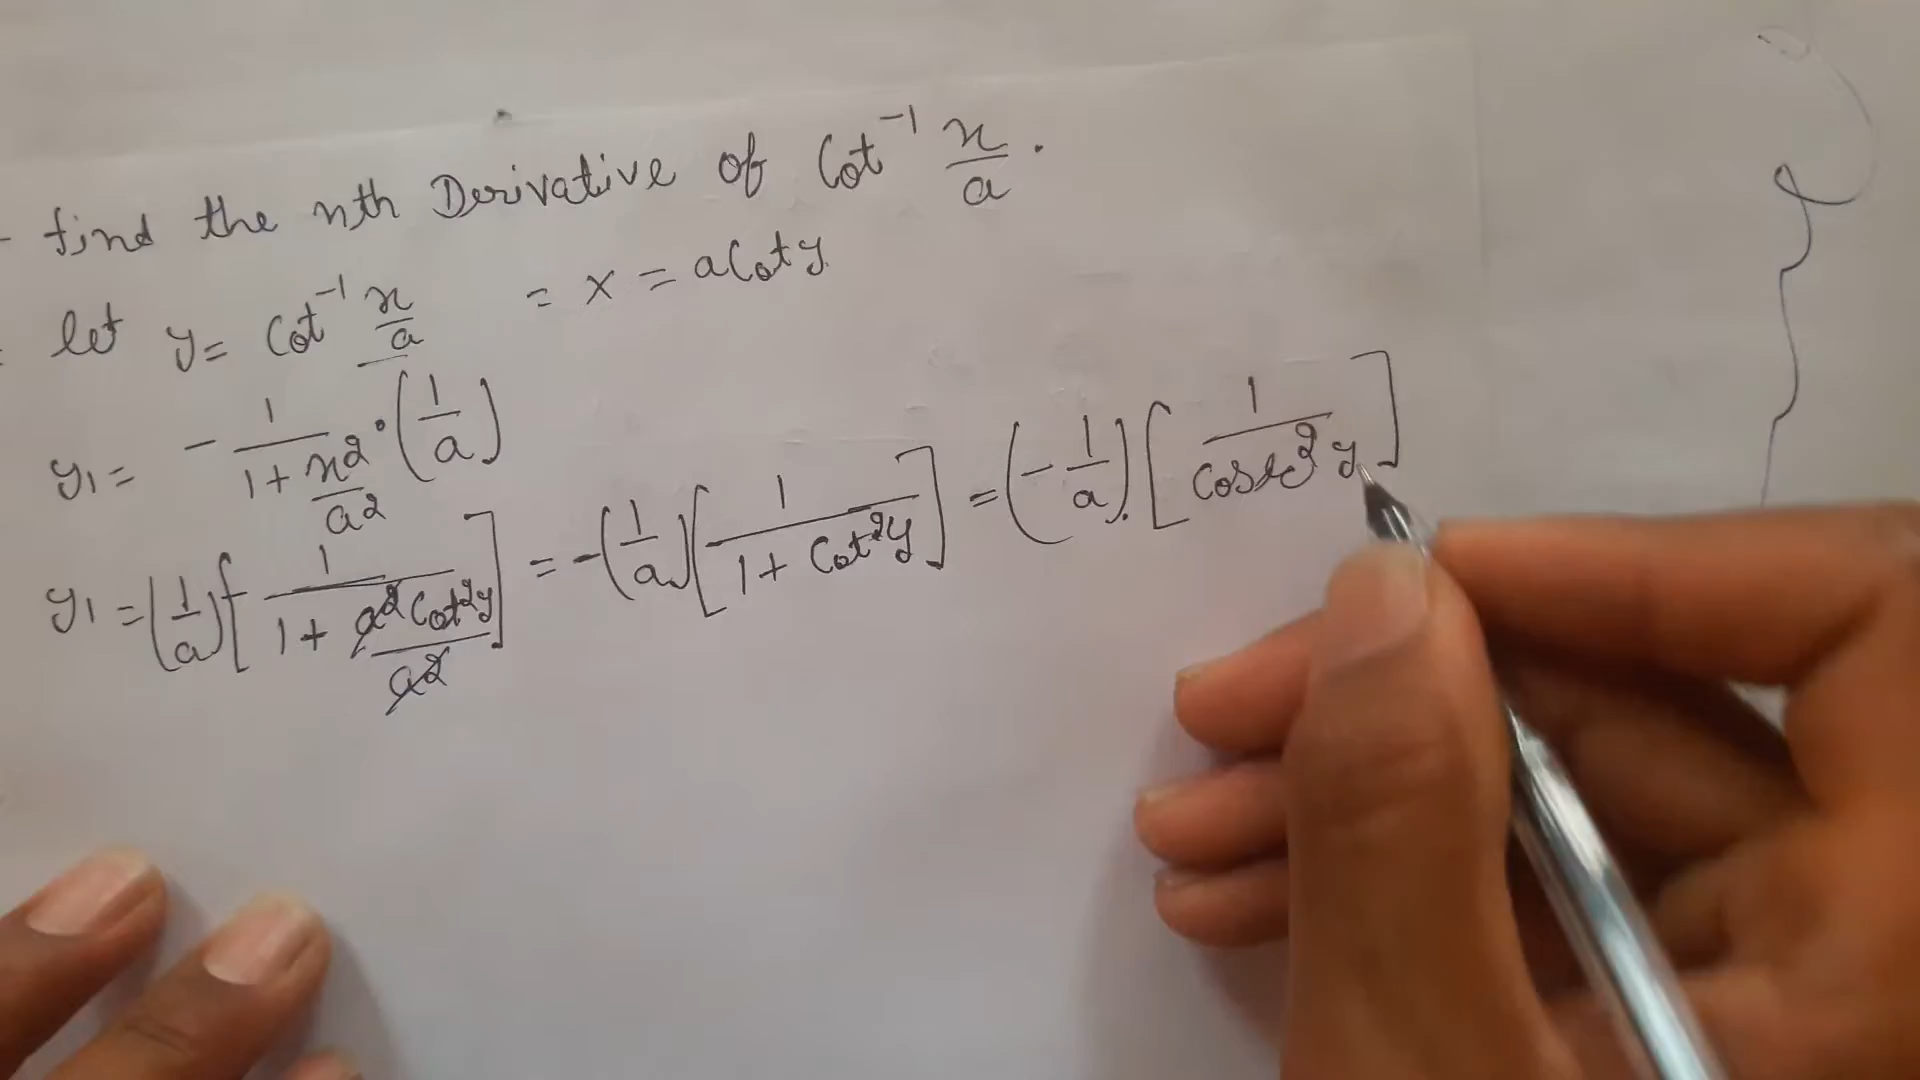 - find the nth Derivative of Cot⁻¹ x/a .
let y = Cot⁻¹ x/a = x = a Cot y
y₁ = - 1/(1 + x²/a²) · (1/a)
y₁ = (1/a) [1/(1 + a² Cot² y/a²)] = -(1/a) [1/(1 + Cot² y)] = (-1/a) . [1/Cosec² y]